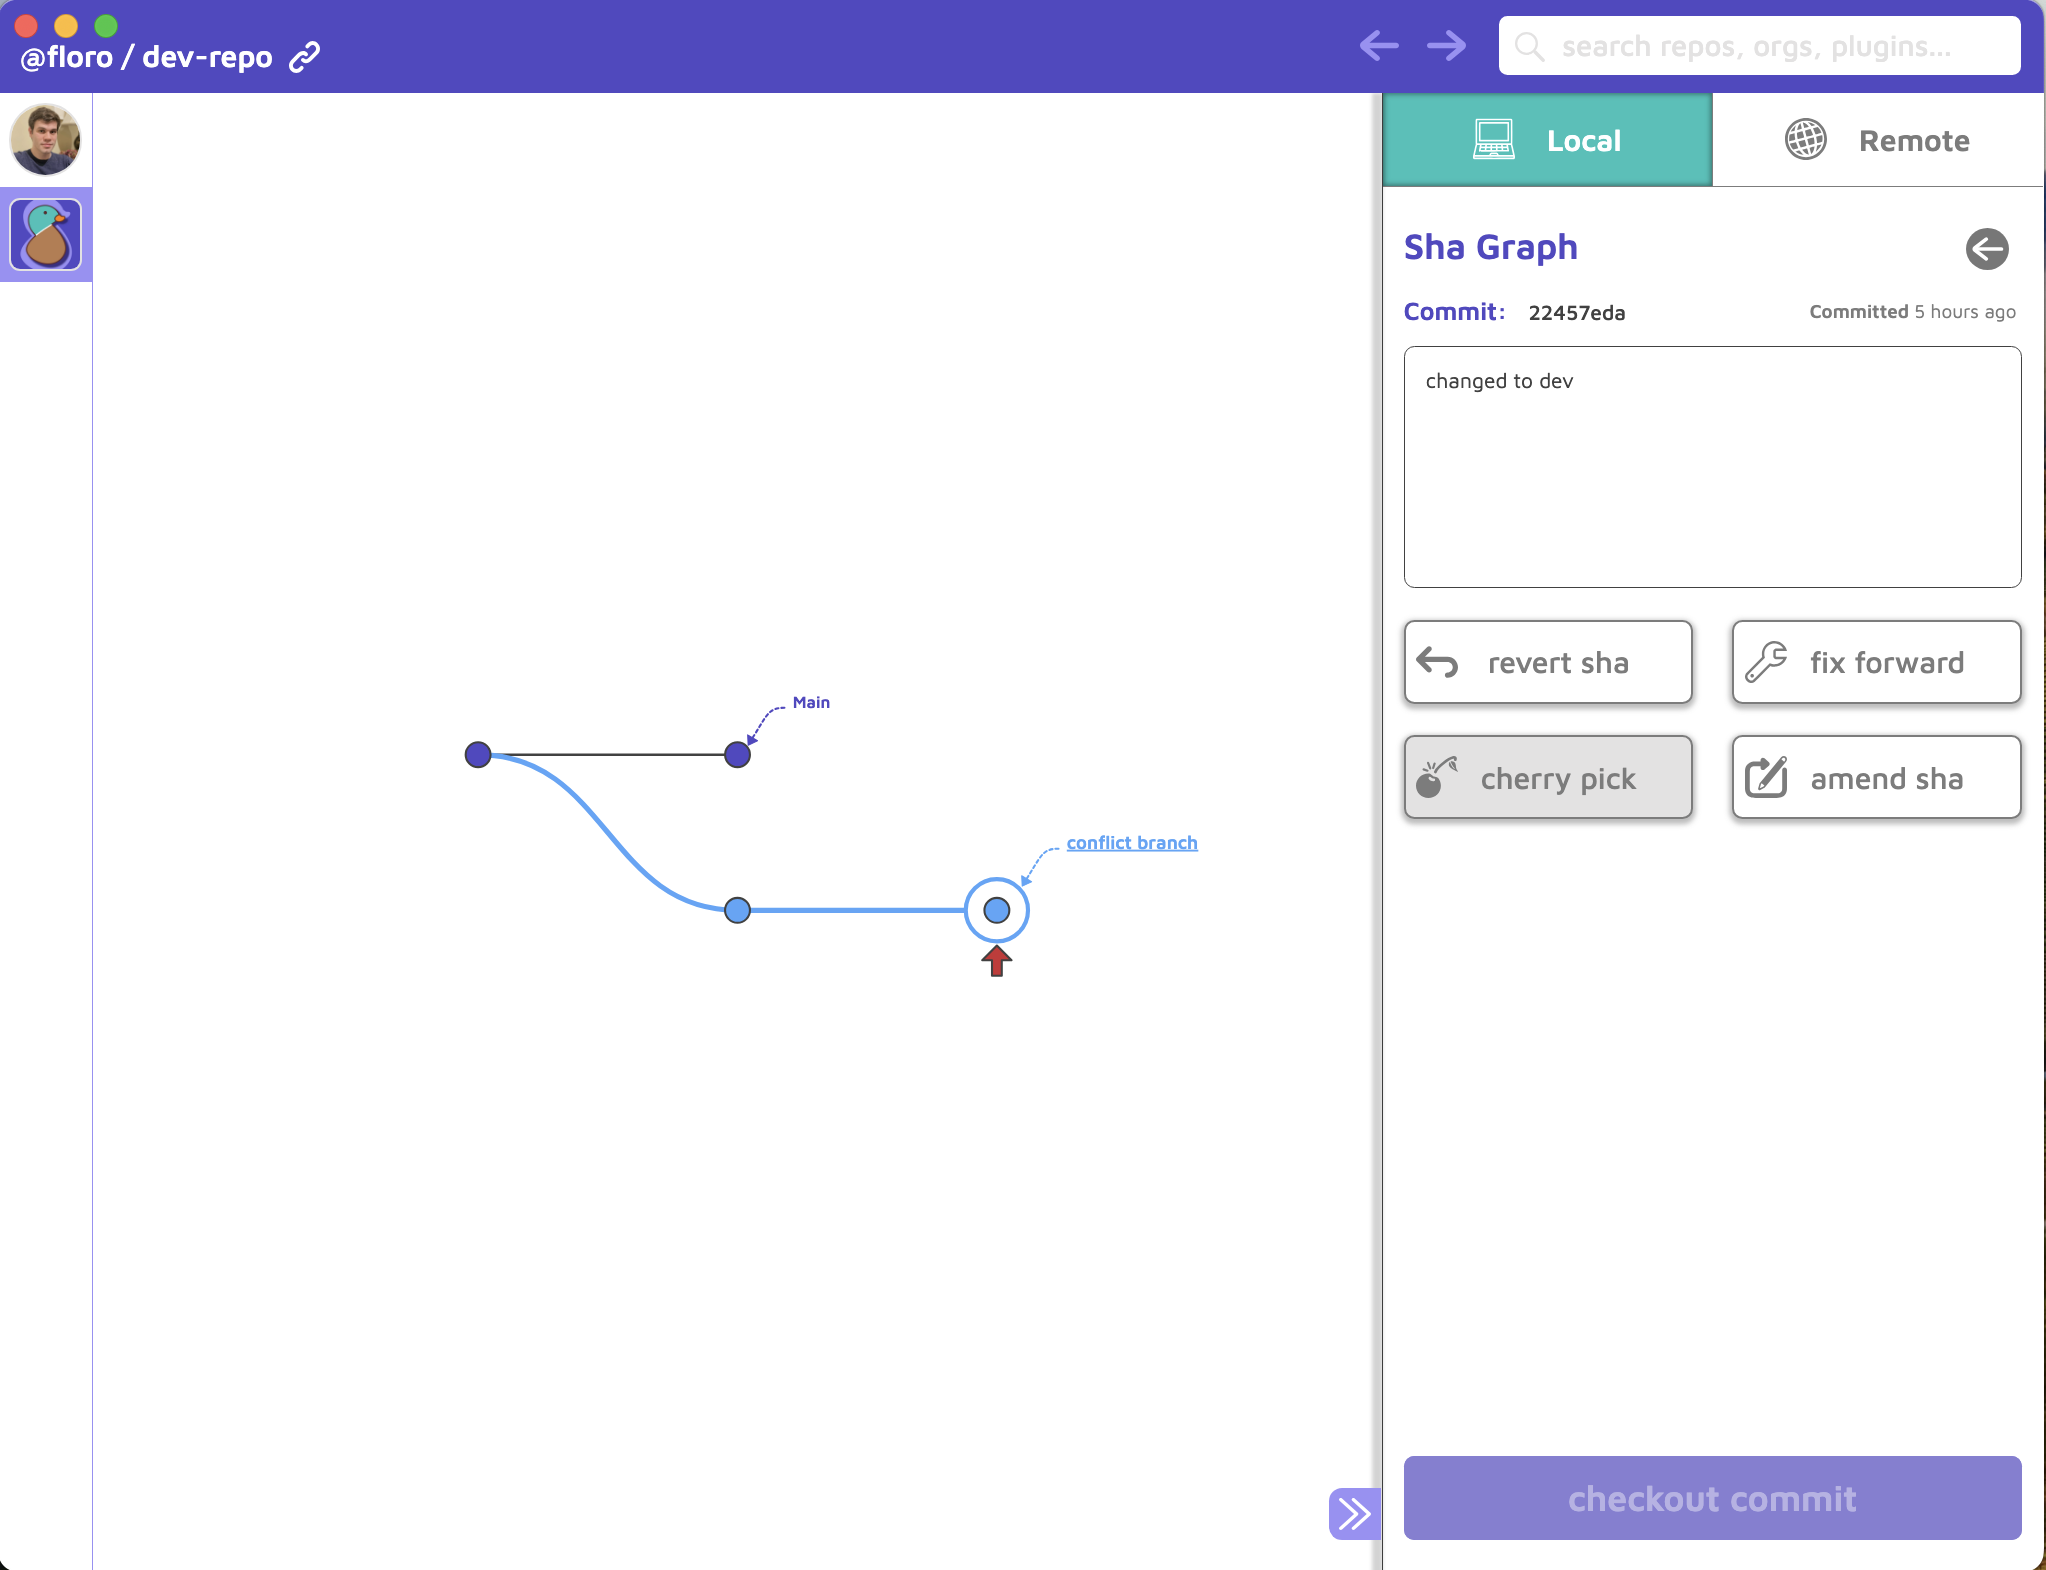 @floro / dev-repo
search repos, orgs, plugins...
Local
Remote
Sha Graph
Commit: 22457eda
Committed 5 hours ago
changed to dev
revert sha
fix forward
cherry pick
amend sha
Main
conflict branch
checkout commit